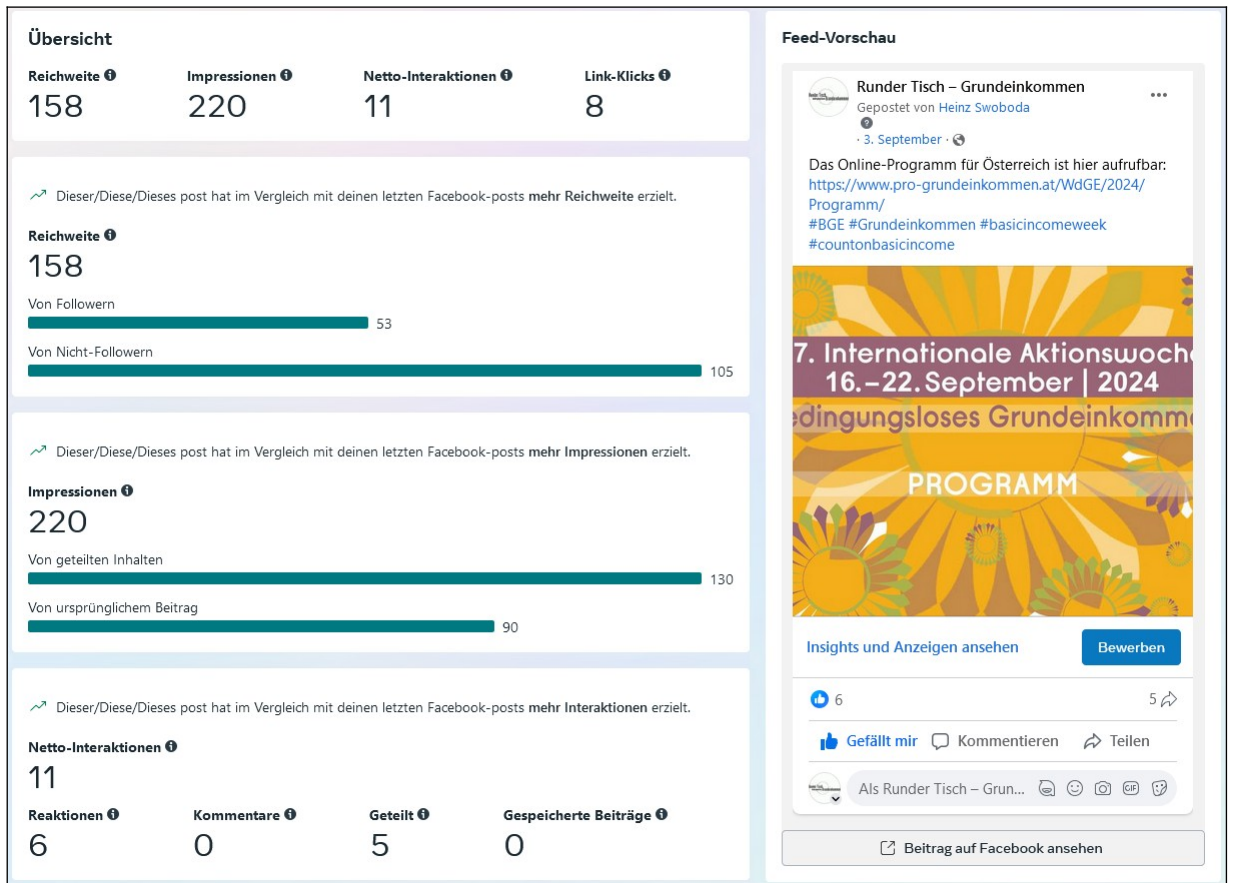 Übersicht
Reichweite
Impressionen
Netto-Interaktionen
Link-Klicks
158
220
11
8
Dieser/Diese/Dieses post hat im Vergleich mit deinen letzten Facebook-posts mehr Reichweite erzielt.
Reichweite
158
Von Followern
53
Von Nicht-Followern
105
Dieser/Diese/Dieses post hat im Vergleich mit deinen letzten Facebook-posts mehr Impressionen erzielt.
Impressionen
220
Von geteilten Inhalten
130
Von ursprünglichem Beitrag
90
Dieser/Diese/Dieses post hat im Vergleich mit deinen letzten Facebook-posts mehr Interaktionen erzielt.
Netto-Interaktionen
11
Reaktionen
Kommentare
Geteilt
Gespeicherte Beiträge
6
0
5
0
Feed-Vorschau
Runder Tisch – Grundeinkommen
Gepostet von Heinz Swoboda
· 3. September ·
Das Online-Programm für Österreich ist hier aufrufbar:
https://www.pro-grundeinkommen.at/WdGE/2024/
Programm/
#BGE #Grundeinkommen #basicincomeweek
#countonbasicincome
7. Internationale Aktionswoch
16.–22. September | 2024
edingungsloses Grundeinkomme
PROGRAMM
Insights und Anzeigen ansehen
Bewerben
6
5
Gefällt mir
Kommentieren
Teilen
Als Runder Tisch – Grun...
GIF
Beitrag auf Facebook ansehen